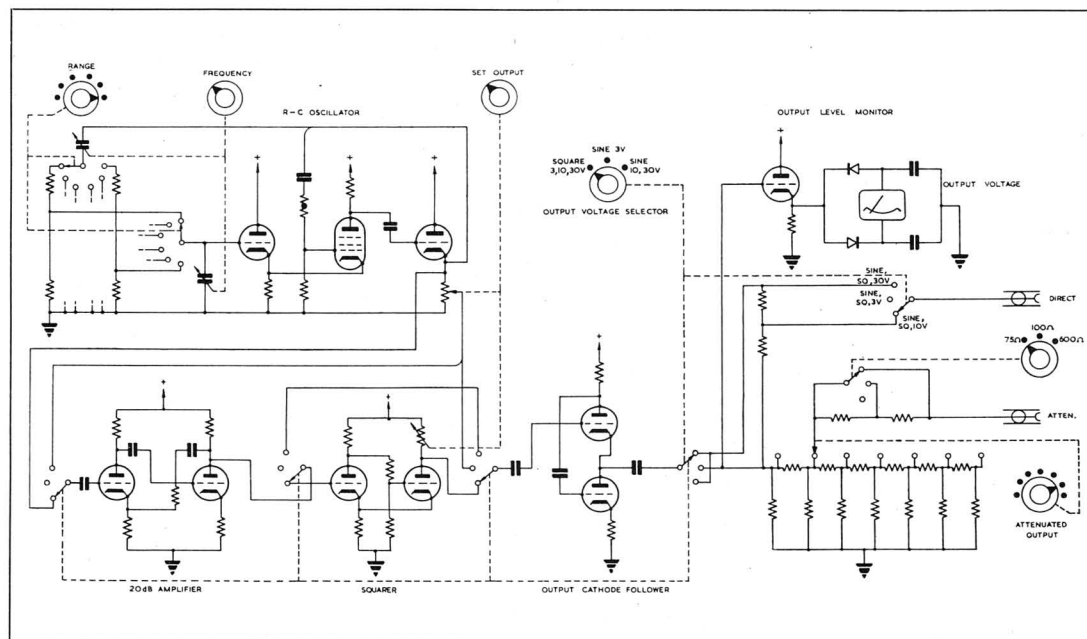 RANGE
FREQUENCY
SET OUTPUT
R-C OSCILLATOR
OUTPUT LEVEL MONITOR
SINE 3V
SQUARE
3,10,30V
SINE
10,30V
OUTPUT VOLTAGE SELECTOR
OUTPUT VOLTAGE
SINE,
SQ,30V
SINE,
SQ,3V
SINE,
SQ,10V
DIRECT
100Ω
75Ω
600Ω
ATTEN.
ATTENUATED
OUTPUT
20dB AMPLIFIER
SQUARER
OUTPUT CATHODE FOLLOWER